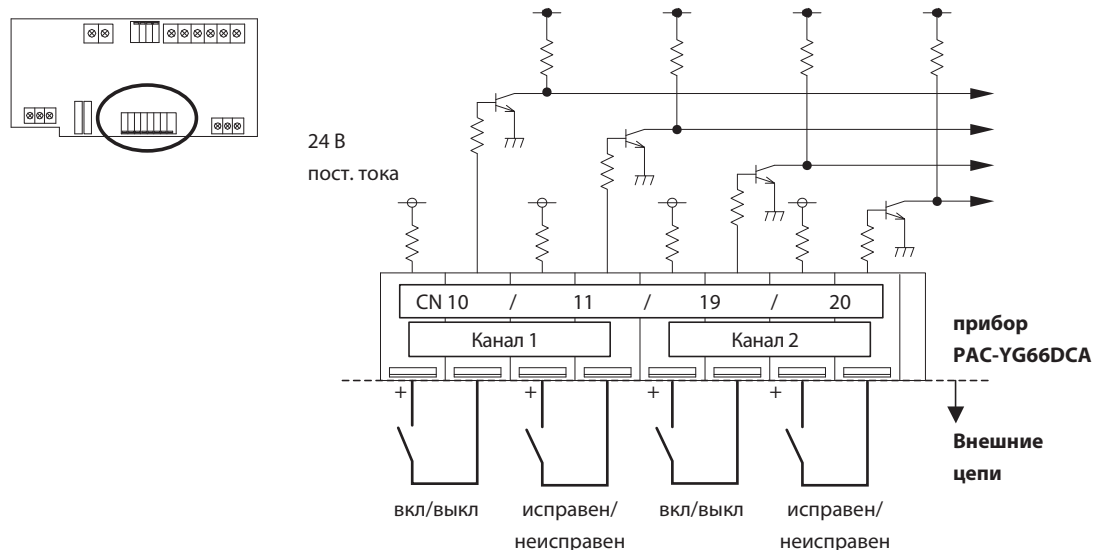 24 В
пост. тока
CN 10 / 11 / 19 / 20
Канал 1 Канал 2
прибор
PAC-YG66DCA
+ + + +
Внешние
цепи
вкл/выкл исправен/ вкл/выкл исправен/
неисправен неисправен